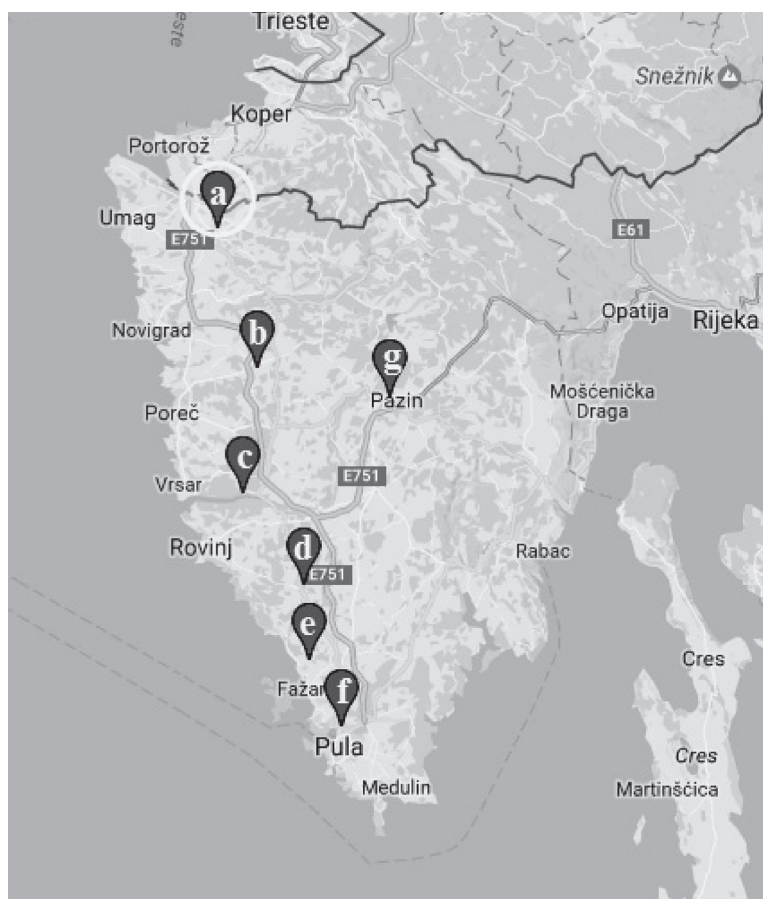 este
Trieste
Snežnik
Koper
Portorož
a
Umag
E751
E61
Opatija
Rijeka
Novigrad
b
g
Pazin
Mošćenička
Draga
Poreč
c
Vrsar
E751
Rovinj
d
E751
Rabac
e
Cres
Fažan
f
Pula
Cres
Medulin
Martinšćica